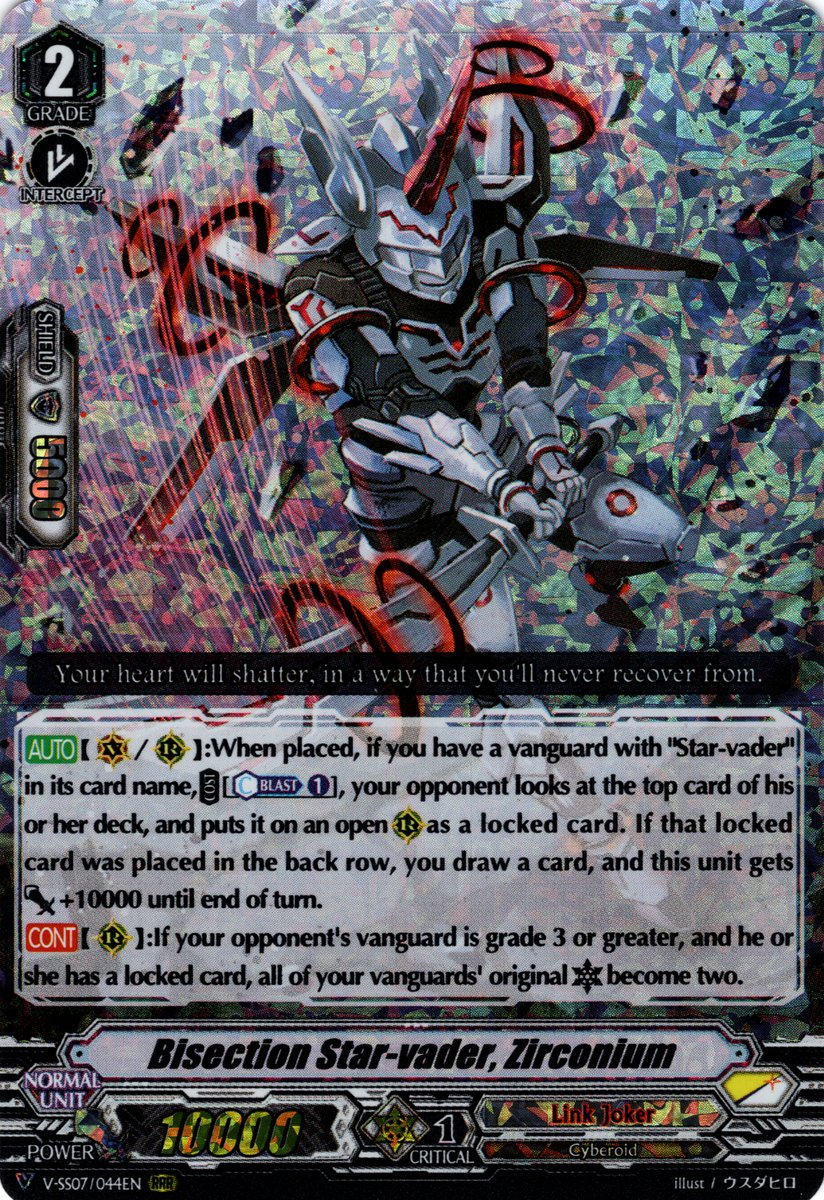 2
GRADE
INTERCEPT
SHIELD
5000
Your heart will shatter, in a way that you'll never recover from.
AUTO【V/R】:When placed, if you have a vanguard with "Star-vader"
in its card name, COST [C BLAST 1], your opponent looks at the top card of his
or her deck, and puts it on an open R as a locked card. If that locked
card was placed in the back row, you draw a card, and this unit gets
+10000 until end of turn.
CONT【R】:If your opponent's vanguard is grade 3 or greater, and he or
she has a locked card, all of your vanguards' original become two.
Bisection Star-vader, Zirconium
NORMAL
UNIT
POWER
10000
1
CRITICAL
Link Joker
Cyberoid
V-SS07/044EN RRR
illust / ウスダヒロ